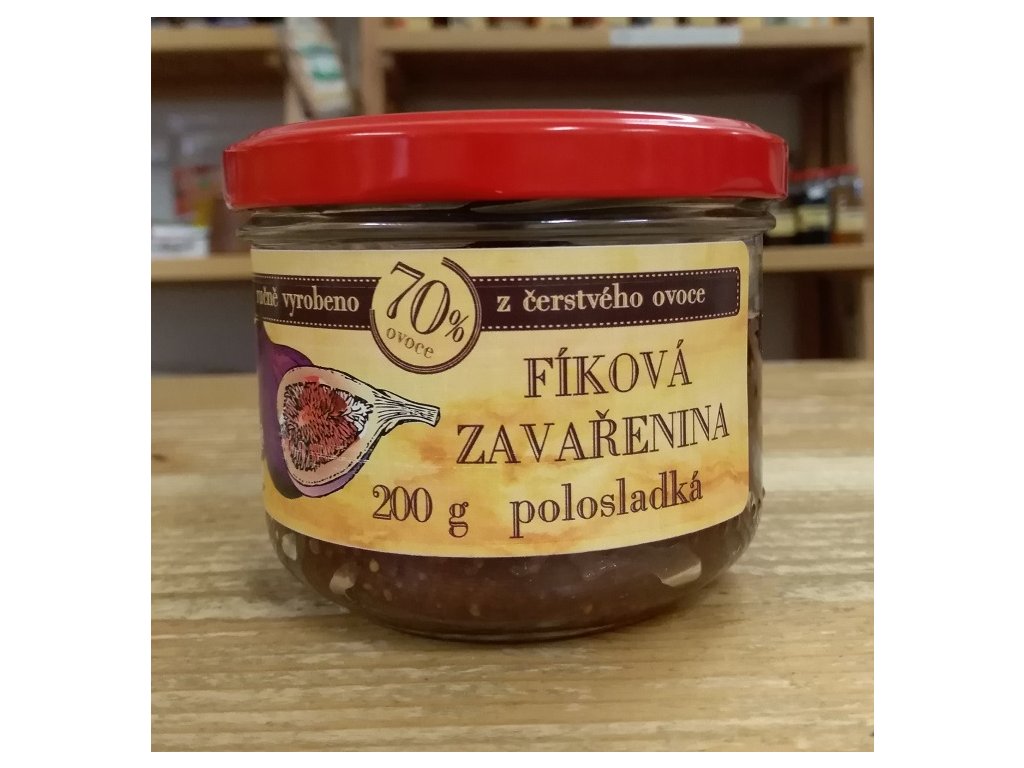 ručně vyrobeno
70%
ovoce
z čerstvého ovoce
FÍKOVÁ
ZAVAŘENINA
200 g polosladká